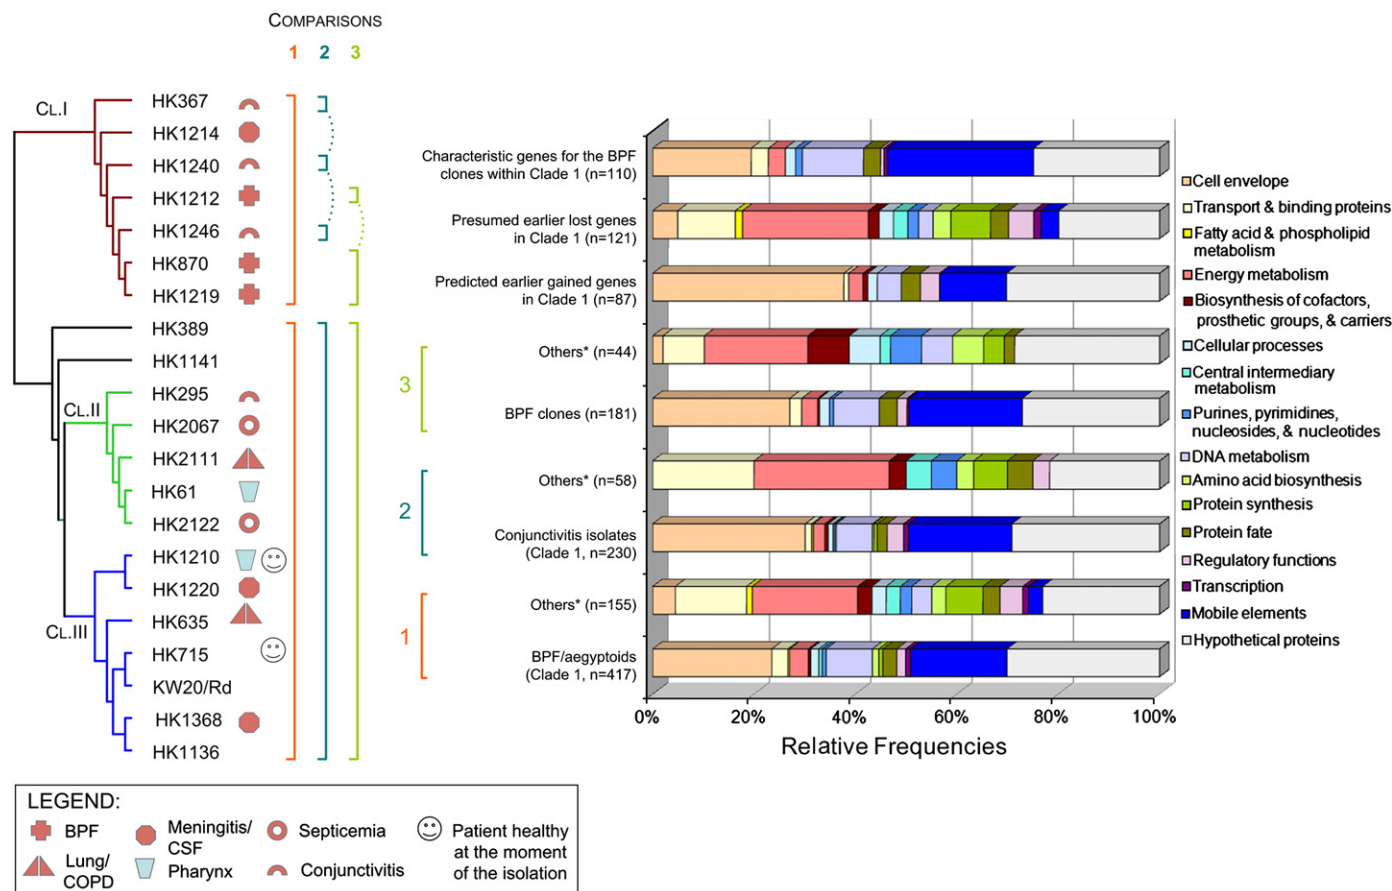 COMPARISONS
1 2 3
CL.I
HK367
HK1214
HK1240
HK1212
HK1246
HK870
HK1219
HK389
HK1141
CL.II
HK295
HK2067
HK2111
HK61
HK2122
HK1210
HK1220
CL.III
HK635
HK715
KW20/Rd
HK1368
HK1136
3
2
1
Characteristic genes for the BPF
clones within Clade 1 (n=110)
Presumed earlier lost genes
in Clade 1 (n=121)
Predicted earlier gained genes
in Clade 1 (n=87)
Others* (n=44)
BPF clones (n=181)
Others* (n=58)
Conjunctivitis isolates
(Clade 1, n=230)
Others* (n=155)
BPF/aegyptoids
(Clade 1, n=417)
0% 20% 40% 60% 80% 100%
Relative Frequencies
Cell envelope
Transport & binding proteins
Fatty acid & phospholipid
metabolism
Energy metabolism
Biosynthesis of cofactors,
prosthetic groups, & carriers
Cellular processes
Central intermediary
metabolism
Purines, pyrimidines,
nucleosides, & nucleotides
DNA metabolism
Amino acid biosynthesis
Protein synthesis
Protein fate
Regulatory functions
Transcription
Mobile elements
Hypothetical proteins
LEGEND:
BPF
Meningitis/
CSF
Septicemia
Patient healthy
at the moment
of the isolation
Lung/
COPD
Pharynx
Conjunctivitis